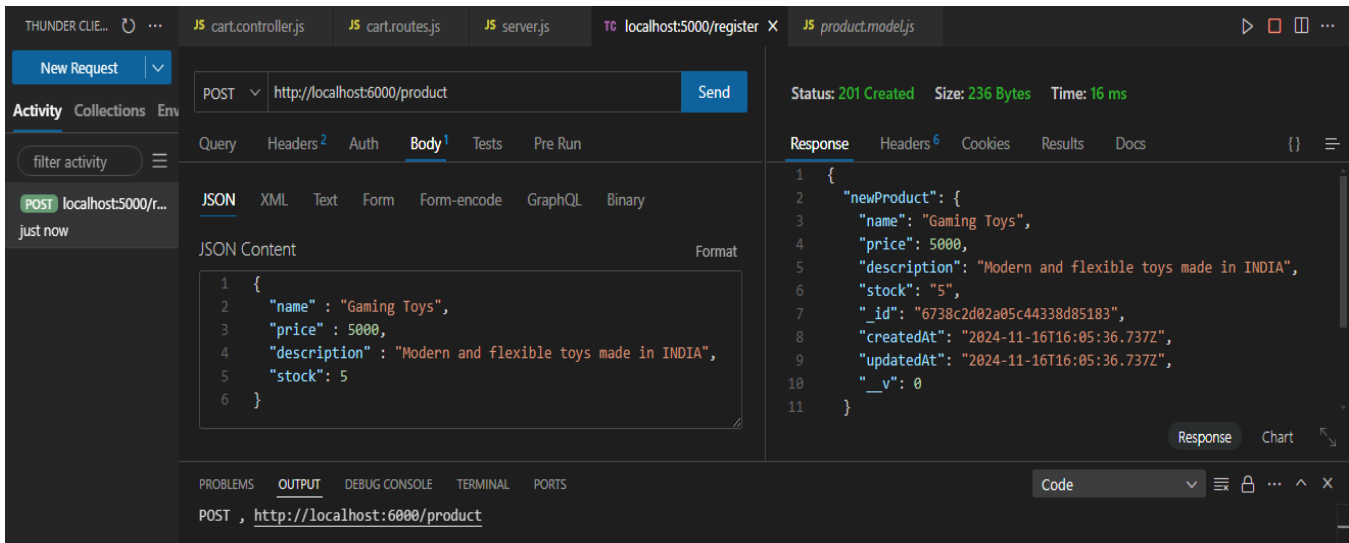 THUNDER CLIE...
JS cart.controller.js
JS cart.routes.js
JS server.js
TC localhost:5000/register
JS product.model.js
New Request
Activity Collections Env
filter activity
POST localhost:5000/r...
just now
POST http://localhost:6000/product Send
Query Headers 2 Auth Body 1 Tests Pre Run
JSON XML Text Form Form-encode GraphQL Binary
JSON Content Format
1 {
2 "name" : "Gaming Toys",
3 "price" : 5000,
4 "description" : "Modern and flexible toys made in INDIA",
5 "stock": 5
6 }
Status: 201 Created Size: 236 Bytes Time: 16 ms
Response Headers 6 Cookies Results Docs {}
1 {
2 "newProduct": {
3 "name": "Gaming Toys",
4 "price": 5000,
5 "description": "Modern and flexible toys made in INDIA",
6 "stock": "5",
7 "_id": "6738c2d02a05c44338d85183",
8 "createdAt": "2024-11-16T16:05:36.737Z",
9 "updatedAt": "2024-11-16T16:05:36.737Z",
10 "__v": 0
11 }
Response Chart
PROBLEMS OUTPUT DEBUG CONSOLE TERMINAL PORTS Code
POST , http://localhost:6000/product